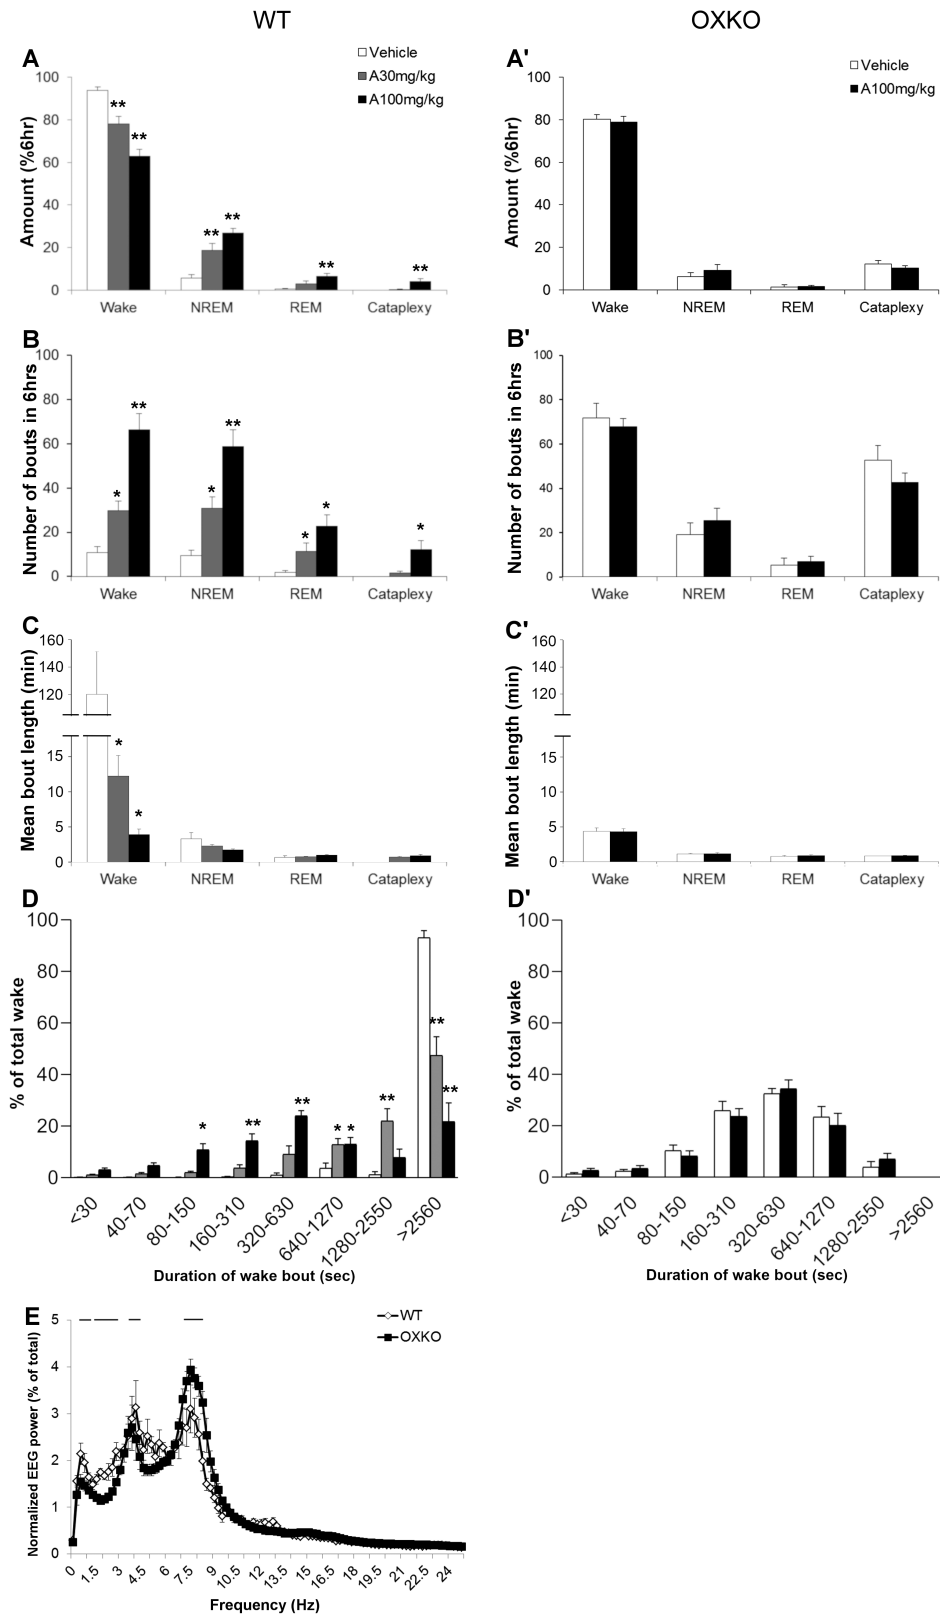 WT
OXKO
A
Vehicle
A30mg/kg
A100mg/kg
Amount (%6hr)
100
80
60
40
20
0
**
**
**
**
**
**
Wake
NREM
REM
Cataplexy
A'
Vehicle
A100mg/kg
Amount (%6hr)
100
80
60
40
20
0
Wake
NREM
REM
Cataplexy
B
Number of bouts in 6hrs
100
80
60
40
20
0
*
**
*
**
*
*
*
Wake
NREM
REM
Cataplexy
B'
Number of bouts in 6hrs
100
80
60
40
20
0
Wake
NREM
REM
Cataplexy
C
Mean bout length (min)
160
140
120
15
10
5
0
*
*
Wake
NREM
REM
Cataplexy
C'
Mean bout length (min)
160
140
120
15
10
5
0
Wake
NREM
REM
Cataplexy
D
% of total wake
100
80
60
40
20
0
*
**
**
* *
**
**
**
<30
40-70
80-150
160-310
320-630
640-1270
1280-2550
>2560
Duration of wake bout (sec)
D'
% of total wake
100
80
60
40
20
0
<30
40-70
80-150
160-310
320-630
640-1270
1280-2550
>2560
Duration of wake bout (sec)
E
WT
OXKO
Normalized EEG power (% of total)
5
4
3
2
1
0
0
1.5
3
4.5
6
7.5
9
10.5
12
13.5
15
16.5
18
19.5
21
22.5
24
Frequency (Hz)